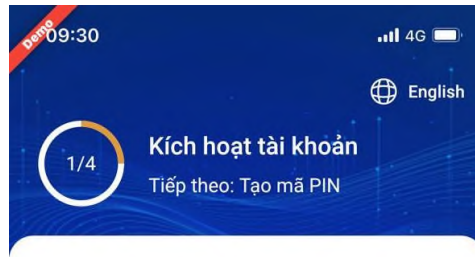 Demo
09:30
4G
English
1/4
Kích hoạt tài khoản
Tiếp theo: Tạo mã PIN